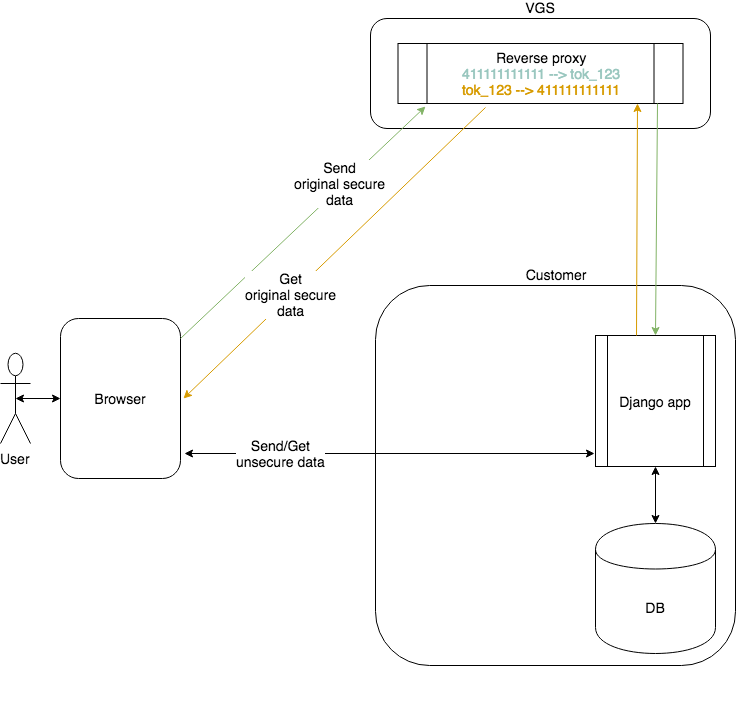 VGS
Reverse proxy
411111111111 --> tok_123
tok_123 --> 411111111111
Send
original secure
data
Get
original secure
data
Customer
Browser
Django app
User
Send/Get
unsecure data
DB